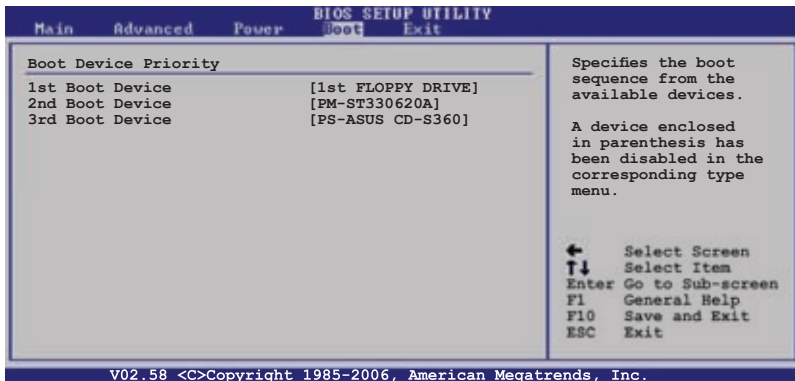 BIOS SETUP UTILITY
Main Advanced Power Boot Exit
Boot Device Priority
1st Boot Device [1st FLOPPY DRIVE]
2nd Boot Device [PM-ST330620A]
3rd Boot Device [PS-ASUS CD-S360]
Specifies the boot
sequence from the
available devices.
A device enclosed
in parenthesis has
been disabled in the
corresponding type
menu.
← Select Screen
↑↓ Select Item
Enter Go to Sub-screen
F1 General Help
F10 Save and Exit
ESC Exit
V02.58 <C>Copyright 1985-2006, American Megatrends, Inc.